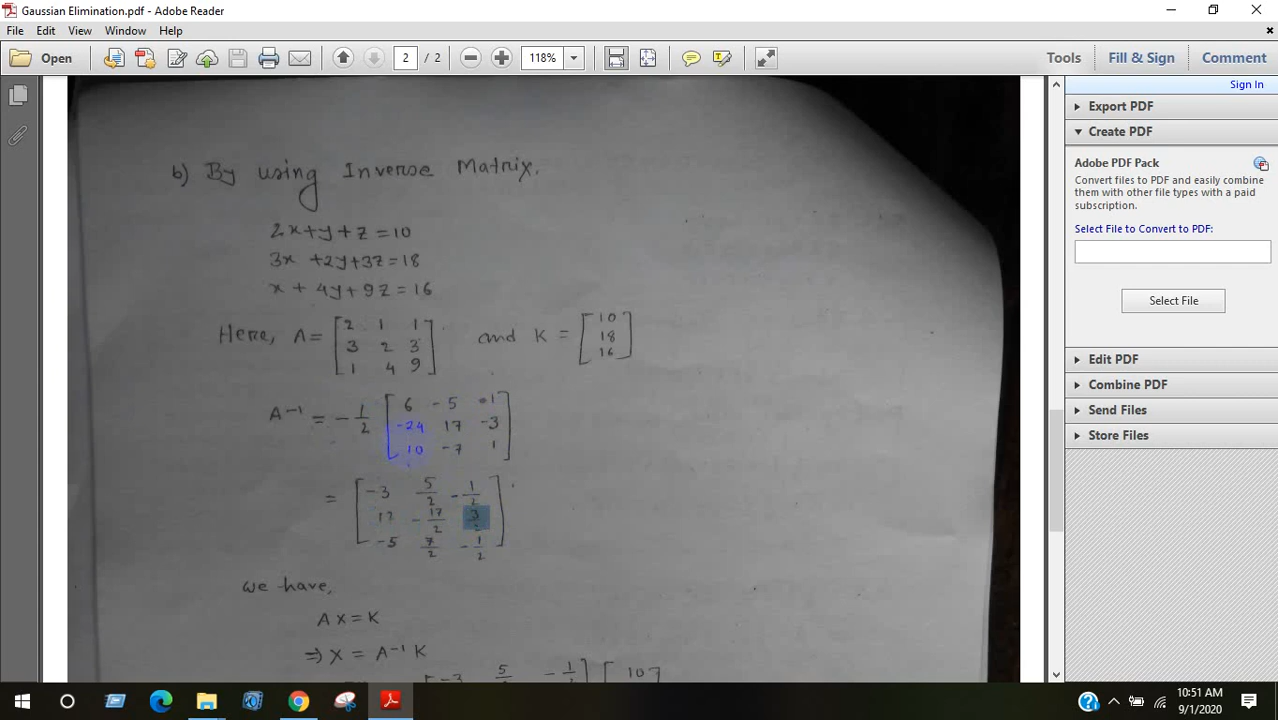 Gaussian Elimination.pdf - Adobe Reader
File Edit View Window Help
Open 2 / 2 118% Tools Fill & Sign Comment
Sign In
Export PDF
Create PDF
Adobe PDF Pack
Convert files to PDF and easily combine
them with other file types with a paid
subscription.
Select File to Convert to PDF:
Select File
Edit PDF
Combine PDF
Send Files
Store Files
b) By using Inverse Matrix.
2x+y+z=10
3x +2y+3z=18
x + 4y+9z=16
Here, A= [2 1 1 and K = [10
3 2 3 18
1 4 9] 16]
A⁻¹ = -1/2 [6 -5 1
-24 17 -3
10 -7 1]
= [-3 5/2 -1/2
12 -17/2 3/2
-5 7/2 -1/2]
we have,
AX=K
⇒ X = A⁻¹ K
[-3 5/2 -1/2] [10
10:51 AM
9/1/2020